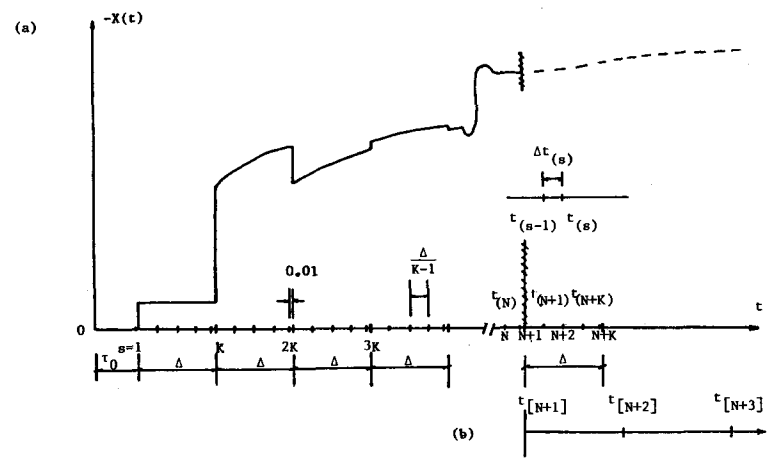 (a)
-X(t)
Δt(s)
t(s-1) t(s)
Δ
K-1
0.01
t(N) t(N+1) t(N+K)
t
0
s=1 K 2K 3K N N+1 N+2 N+K
τ0 Δ Δ Δ Δ Δ
t[N+1] t[N+2] t[N+3]
(b)